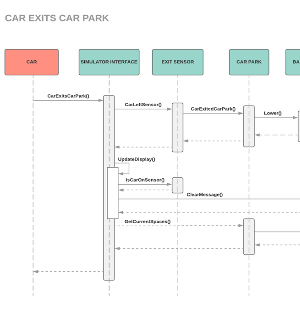 CAR EXITS CAR PARK
CAR
SIMULATOR INTERFACE
EXIT SENSOR
CAR PARK
BA
CarExitsCarPark()
CarLeftSensor()
CarExitedCarPark()
Lower()
UpdateDisplay()
IsCarOnSensor()
ClearMessage()
GetCurrentSpaces()